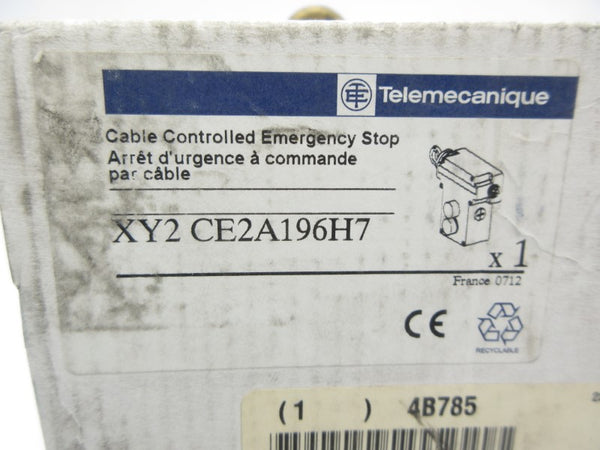 Telemecanique
Cable Controlled Emergency Stop
Arrêt d'urgence à commande
par câble
XY2 CE2A196H7
x 1
France 0712
CE
RECYCLABLE
(1 ) 4B785